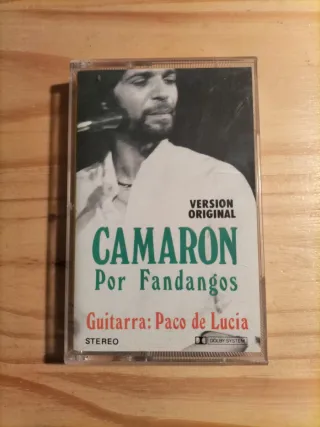 VERSION
ORIGINAL
CAMARON
Por Fandangos
Guitarra: Paco de Lucia
STEREO
DOLBY SYSTEM